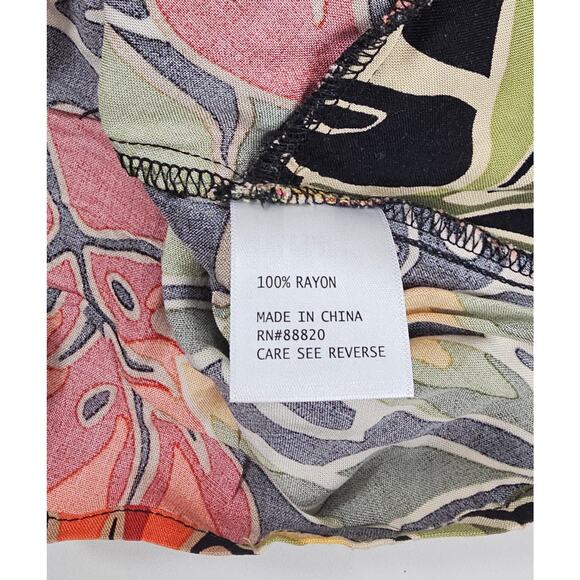 100% RAYON
MADE IN CHINA
RN#88820
CARE SEE REVERSE